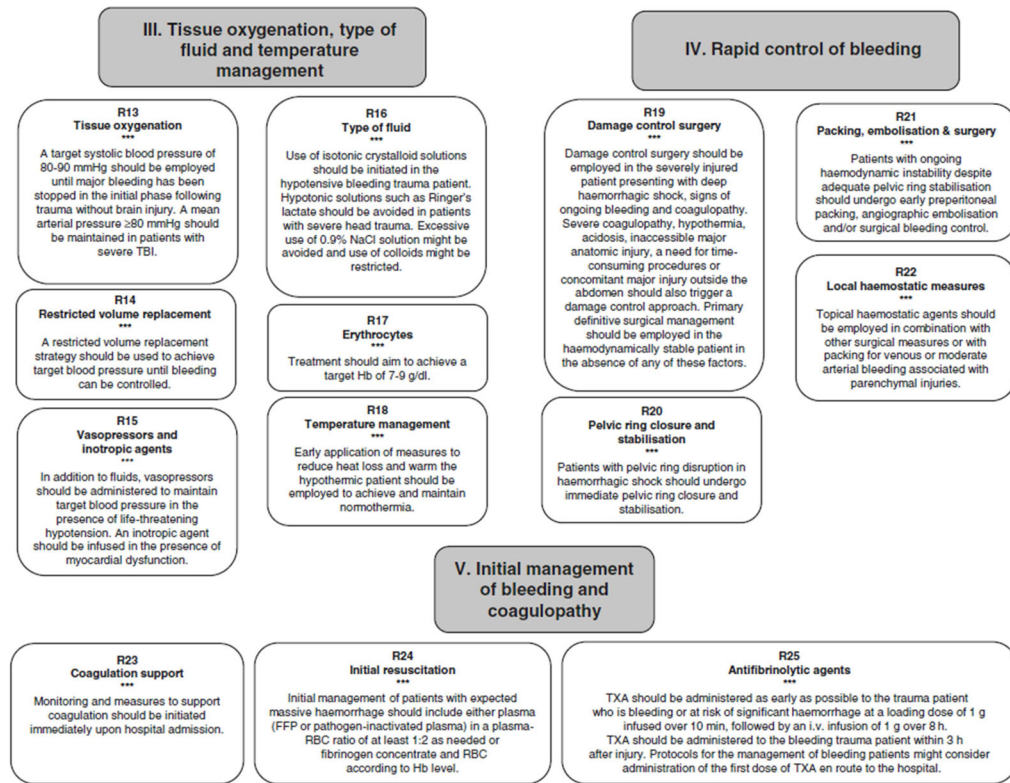 III. Tissue oxygenation, type of
fluid and temperature
management
R13
Tissue oxygenation
***
A target systolic blood pressure of
80-90 mmHg should be employed
until major bleeding has been
stopped in the initial phase following
trauma without brain injury. A mean
arterial pressure ≥80 mmHg should
be maintained in patients with
severe TBI.
R14
Restricted volume replacement
***
A restricted volume replacement
strategy should be used to achieve
target blood pressure until bleeding
can be controlled.
R15
Vasopressors and
inotropic agents
***
In addition to fluids, vasopressors
should be administered to maintain
target blood pressure in the
presence of life-threatening
hypotension. An inotropic agent
should be infused in the presence of
myocardial dysfunction.
R16
Type of fluid
***
Use of isotonic crystalloid solutions
should be initiated in the
hypotensive bleeding trauma patient.
Hypotonic solutions such as Ringer's
lactate should be avoided in patients
with severe head trauma. Excessive
use of 0.9% NaCl solution might be
avoided and use of colloids might be
restricted.
R17
Erythrocytes
***
Treatment should aim to achieve a
target Hb of 7-9 g/dl.
R18
Temperature management
***
Early application of measures to
reduce heat loss and warm the
hypothermic patient should be
employed to achieve and maintain
normothermia.
IV. Rapid control of bleeding
R19
Damage control surgery
***
Damage control surgery should be
employed in the severely injured
patient presenting with deep
haemorrhagic shock, signs of
ongoing bleeding and coagulopathy.
Severe coagulopathy, hypothermia,
acidosis, inaccessible major
anatomic injury, a need for time-
consuming procedures or
concomitant major injury outside the
abdomen should also trigger a
damage control approach. Primary
definitive surgical management
should be employed in the
haemodynamically stable patient in
the absence of any of these factors.
R20
Pelvic ring closure and
stabilisation
***
Patients with pelvic ring disruption in
haemorrhagic shock should undergo
immediate pelvic ring closure and
stabilisation.
R21
Packing, embolisation & surgery
***
Patients with ongoing
haemodynamic instability despite
adequate pelvic ring stabilisation
should undergo early preperitoneal
packing, angiographic embolisation
and/or surgical bleeding control.
R22
Local haemostatic measures
***
Topical haemostatic agents should
be employed in combination with
other surgical measures or with
packing for venous or moderate
arterial bleeding associated with
parenchymal injuries.
V. Initial management
of bleeding and
coagulopathy
R23
Coagulation support
***
Monitoring and measures to support
coagulation should be initiated
immediately upon hospital admission.
R24
Initial resuscitation
***
Initial management of patients with expected
massive haemorrhage should include either plasma
(FFP or pathogen-inactivated plasma) in a plasma-
RBC ratio of at least 1:2 as needed or
fibrinogen concentrate and RBC
according to Hb level.
R25
Antifibrinolytic agents
***
TXA should be administered as early as possible to the trauma patient
who is bleeding or at risk of significant haemorrhage at a loading dose of 1 g
infused over 10 min, followed by an i.v. infusion of 1 g over 8 h.
TXA should be administered to the bleeding trauma patient within 3 h
after injury. Protocols for the management of bleeding patients might consider
administration of the first dose of TXA en route to the hospital.